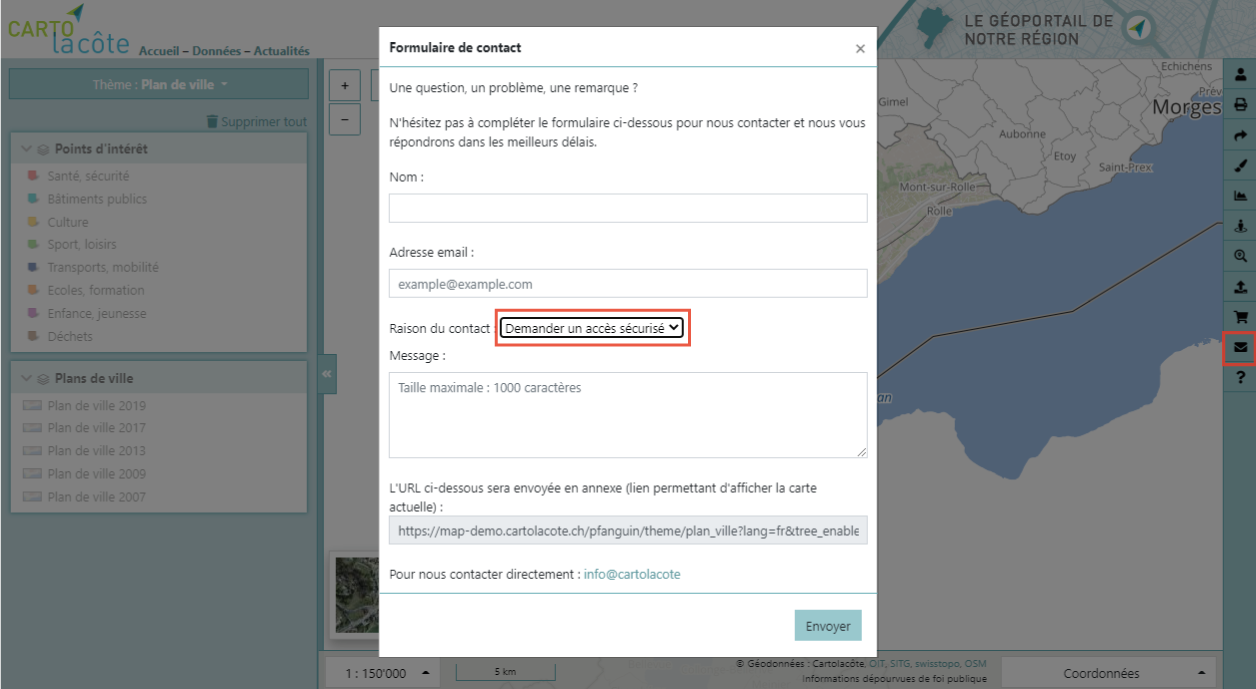 CARTO
lacôte
Accueil – Données – Actualités
LE GÉOPORTAIL DE
NOTRE RÉGION
Thème : Plan de ville
Supprimer tout
Points d'intérêt
Santé, sécurité
Bâtiments publics
Culture
Sport, loisirs
Transports, mobilité
Ecoles, formation
Enfance, jeunesse
Déchets
Plans de ville
Plan de ville 2019
Plan de ville 2017
Plan de ville 2013
Plan de ville 2009
Plan de ville 2007
+
−
«
Formulaire de contact ×
Une question, un problème, une remarque ?
N'hésitez pas à compléter le formulaire ci-dessous pour nous contacter et nous vous
répondrons dans les meilleurs délais.
Nom :
Adresse email :
example@example.com
Raison du contact : Demander un accès sécurisé
Message :
Taille maximale : 1000 caractères
L'URL ci-dessous sera envoyée en annexe (lien permettant d'afficher la carte
actuelle) :
https://map-demo.cartolacote.ch/pfanguin/theme/plan_ville?lang=fr&tree_enable
Pour nous contacter directement : info@cartolacote
Envoyer
Echichens
Prév
Morges
Gimel
Aubonne
Etoy
Saint-Prex
Mont-sur-Rolle
Rolle
an
?
1 : 150'000
5 km
© Géodonnées : Cartolacôte, OIT, SITG, swisstopo, OSM
Informations dépourvues de foi publique
Coordonnées